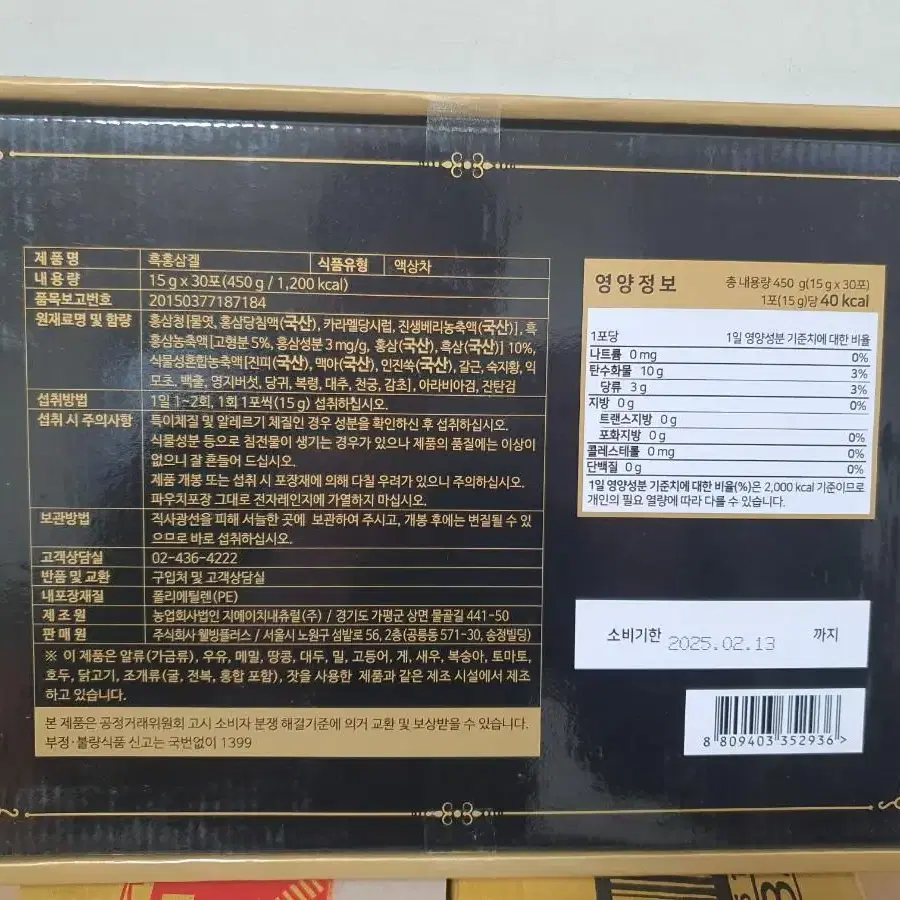 제품명 흑홍삼겔 식품유형 액상차
내용량 15 g x 30포(450 g / 1,200 kcal)
품목보고번호 20150377187184
원재료명 및 함량 홍삼청[물엿, 홍삼당침액(국산), 카라멜당시럽, 진생베리농축액(국산)], 흑
홍삼농축액[고형분 5%, 홍삼성분 3 mg/g, 홍삼(국산), 흑삼(국산)] 10%,
식물성혼합농축액[진피(국산), 맥아(국산), 인진쑥(국산), 갈근, 숙지황, 익
모초, 백출, 영지버섯, 당귀, 복령, 대추, 천궁, 감초], 아라비아검, 잔탄검
섭취방법 1일 1~2회, 1회 1포씩(15 g) 섭취하십시오.
섭취 시 주의사항 특이체질 및 알레르기 체질인 경우 성분을 확인하신 후 섭취하십시오.
식물성분 등으로 침전물이 생기는 경우가 있으나 제품의 품질에는 이상이
없으니 잘 흔들어 드십시오.
제품 개봉 또는 섭취 시 포장재에 의해 다칠 우려가 있으니 주의하십시오.
파우치포장 그대로 전자레인지에 가열하지 마십시오.
보관방법 직사광선을 피해 서늘한 곳에 보관하여 주시고, 개봉 후에는 변질될 수 있
으므로 바로 섭취하십시오.
고객상담실 02-436-4222
반품 및 교환 구입처 및 고객상담실
내포장재질 폴리에틸렌(PE)
제조원 농업회사법인 지에이치내츄럴(주) / 경기도 가평군 상면 물골길 441-50
판매원 주식회사 웰빙플러스 / 서울시 노원구 섬밭로 56, 2층(공릉동 571-30, 송정빌딩)
※ 이 제품은 알류(가금류), 우유, 메밀, 땅콩, 대두, 밀, 고등어, 게, 새우, 복숭아, 토마토,
호두, 닭고기, 조개류(굴, 전복, 홍합 포함), 잣을 사용한 제품과 같은 제조 시설에서 제조
하고 있습니다.
본 제품은 공정거래위원회 고시 소비자 분쟁 해결기준에 의거 교환 및 보상받을 수 있습니다.
부정·불량식품 신고는 국번없이 1399
영양정보 총 내용량 450 g(15 g x 30포)
1포(15 g)당 40 kcal
1포당 1일 영양성분 기준치에 대한 비율
나트륨 0 mg 0%
탄수화물 10 g 3%
당류 3 g 3%
지방 0 g 0%
트랜스지방 0 g
포화지방 0 g 0%
콜레스테롤 0 mg 0%
단백질 0 g 0%
1일 영양성분 기준치에 대한 비율(%)은 2,000 kcal 기준이므로
개인의 필요 열량에 따라 다를 수 있습니다.
소비기한 2025.02.13 까지
8 809403 352936 >